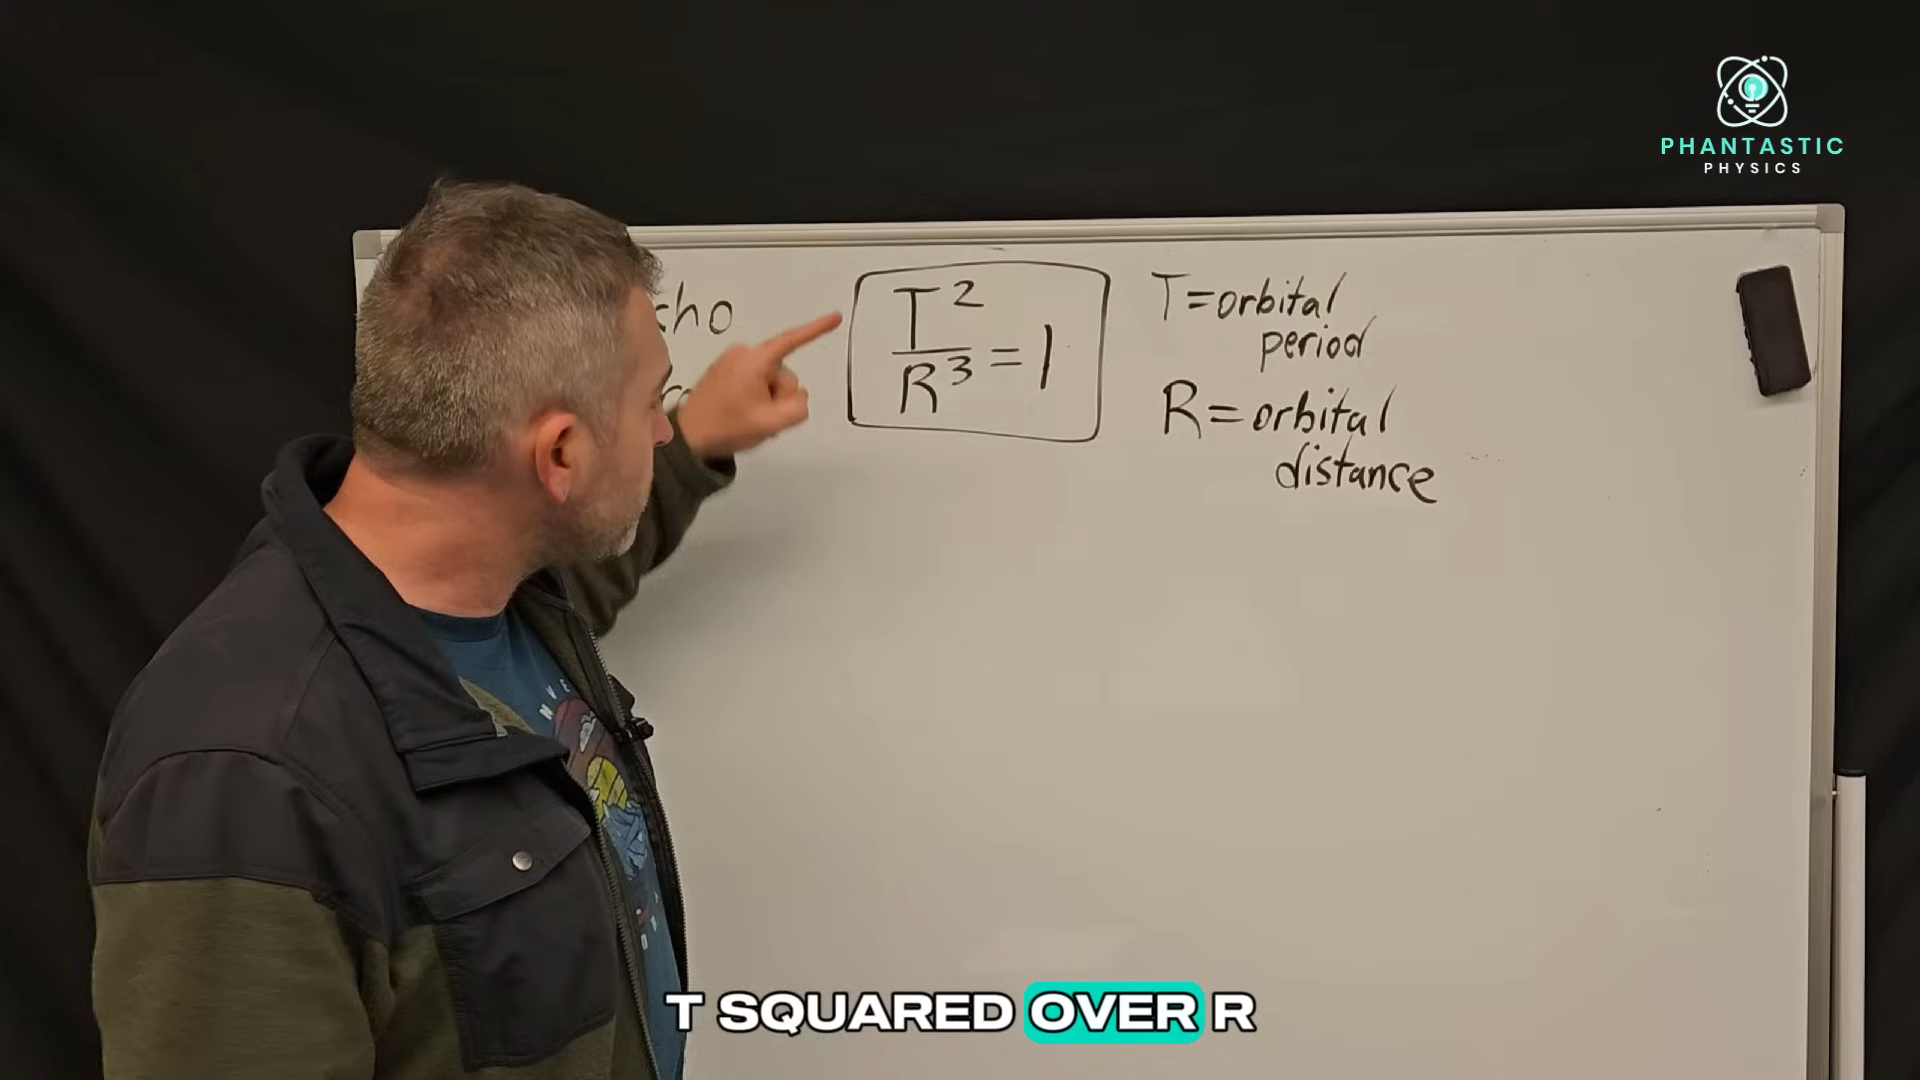 PHANTASTIC
PHYSICS
T²
R³ = 1
T = orbital
period
R = orbital
distance
T SQUARED OVER R